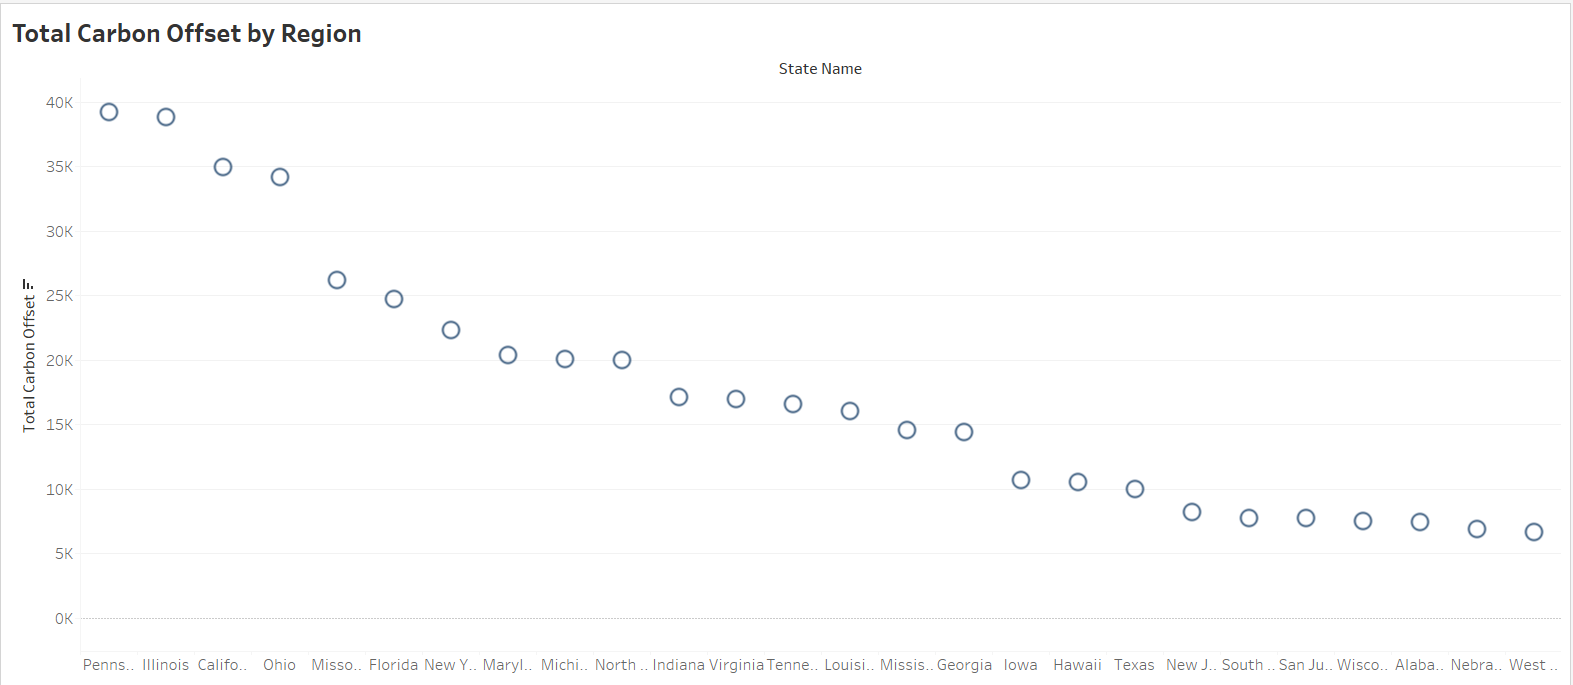 Total Carbon Offset by Region
State Name
Total Carbon Offset
40K
35K
30K
25K
20K
15K
10K
5K
0K
Penns.. Illinois Califo.. Ohio Misso.. Florida New Y.. Maryl.. Michi.. North .. Indiana Virginia Tenne.. Louisi.. Missis.. Georgia Iowa Hawaii Texas New J.. South .. San Ju.. Wisco.. Alaba.. Nebra.. West ..